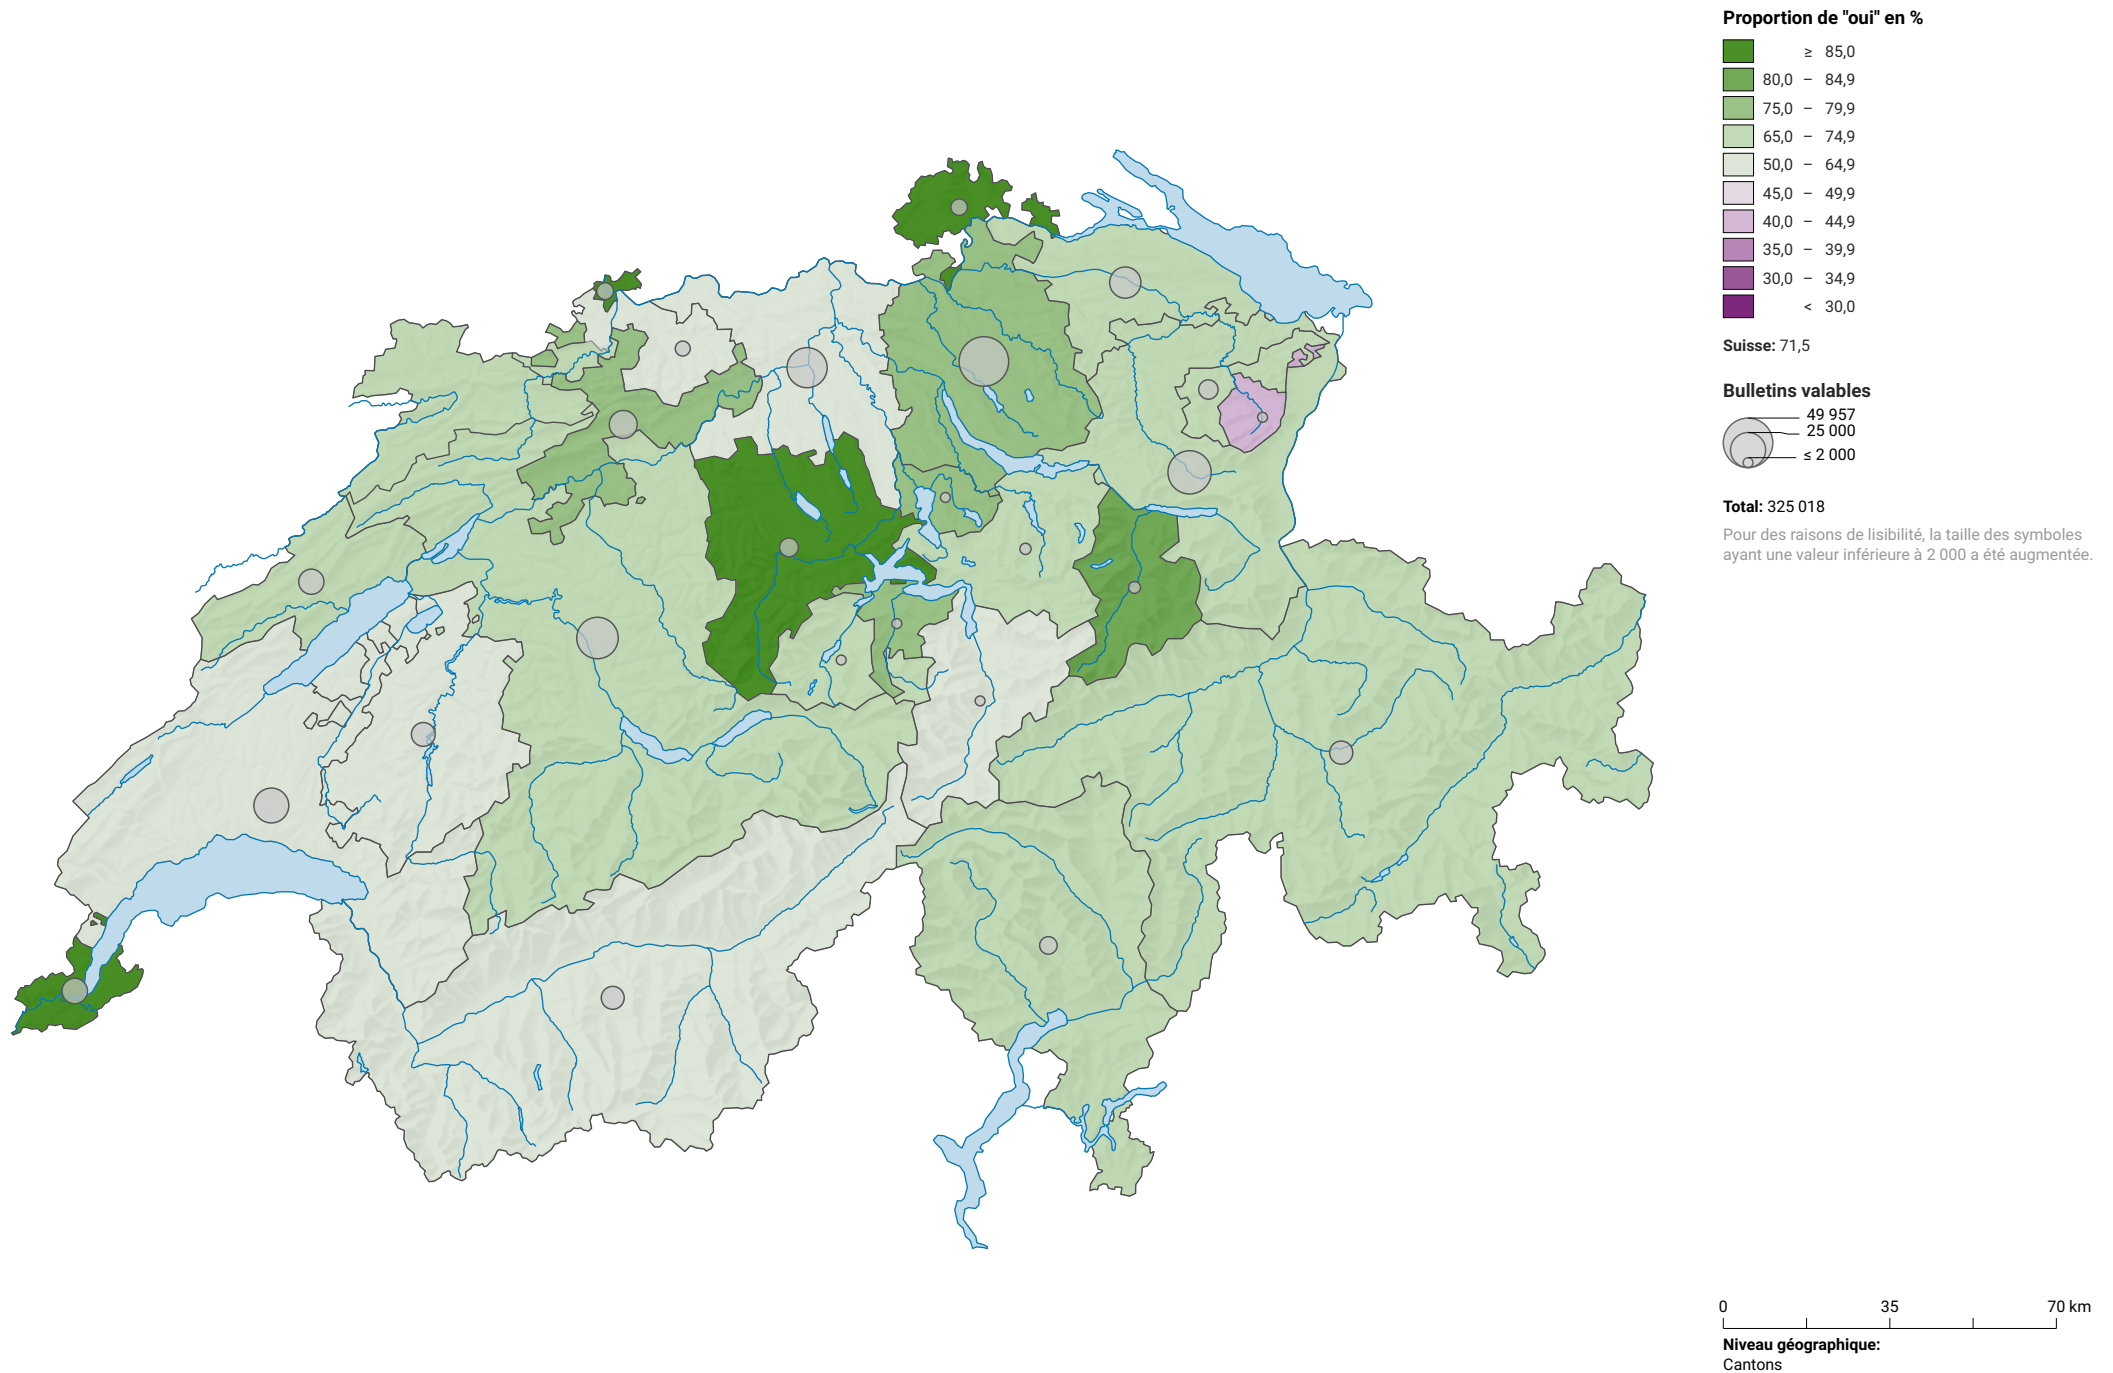 Proportion de "oui" en %
≥ 85,0
80,0 – 84,9
75,0 – 79,9
65,0 – 74,9
50,0 – 64,9
45,0 – 49,9
40,0 – 44,9
35,0 – 39,9
30,0 – 34,9
< 30,0
Suisse: 71,5
Bulletins valables
49 957
25 000
≤ 2 000
Total: 325 018
Pour des raisons de lisibilité, la taille des symboles
ayant une valeur inférieure à 2 000 a été augmentée.
0 35 70 km
Niveau géographique:
Cantons